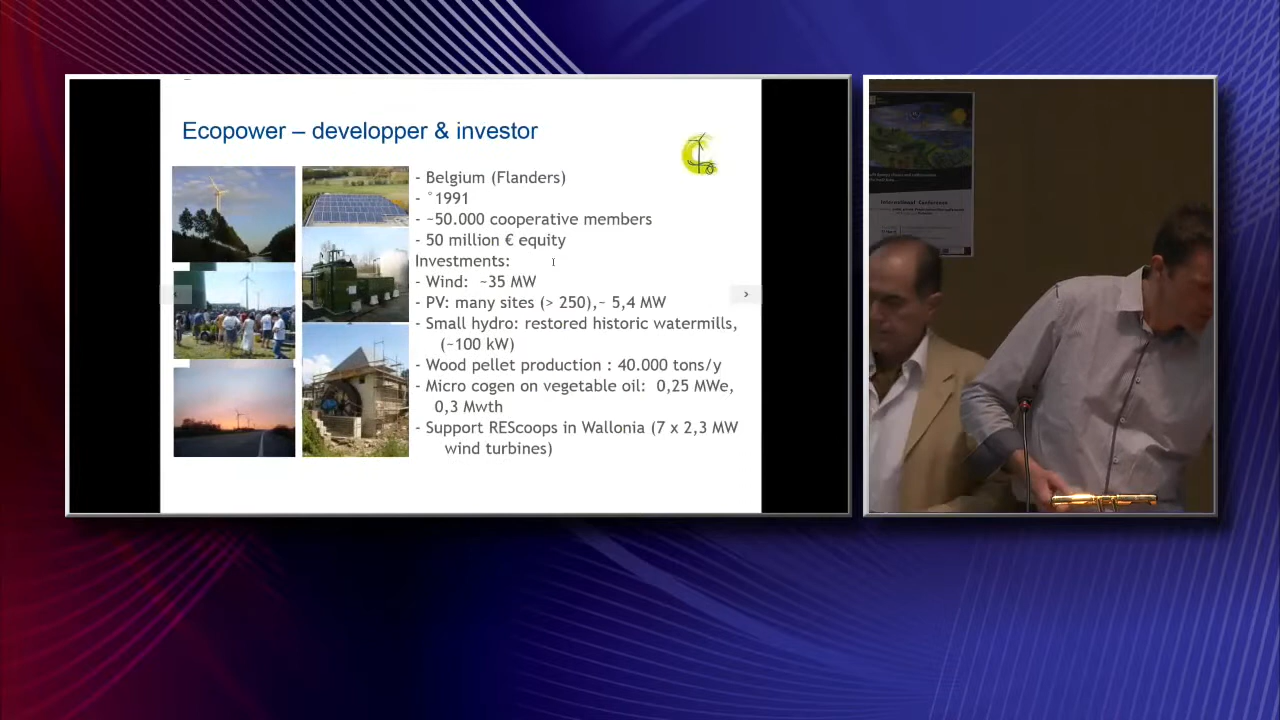 Ecopower – developper & investor
- Belgium (Flanders)
- °1991
- ~50.000 cooperative members
- 50 million € equity
Investments:
- Wind: ~35 MW
- PV: many sites (> 250),~ 5,4 MW
- Small hydro: restored historic watermills,
(~100 kW)
- Wood pellet production : 40.000 tons/y
- Micro cogen on vegetable oil: 0,25 MWe,
0,3 Mwth
- Support REScoops in Wallonia (7 x 2,3 MW
wind turbines)
International Conference